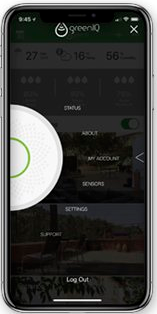 9:45
greenIQ
27
16
56
STATUS
ABOUT
MY ACCOUNT
SENSORS
SETTINGS
SUPPORT
Log Out